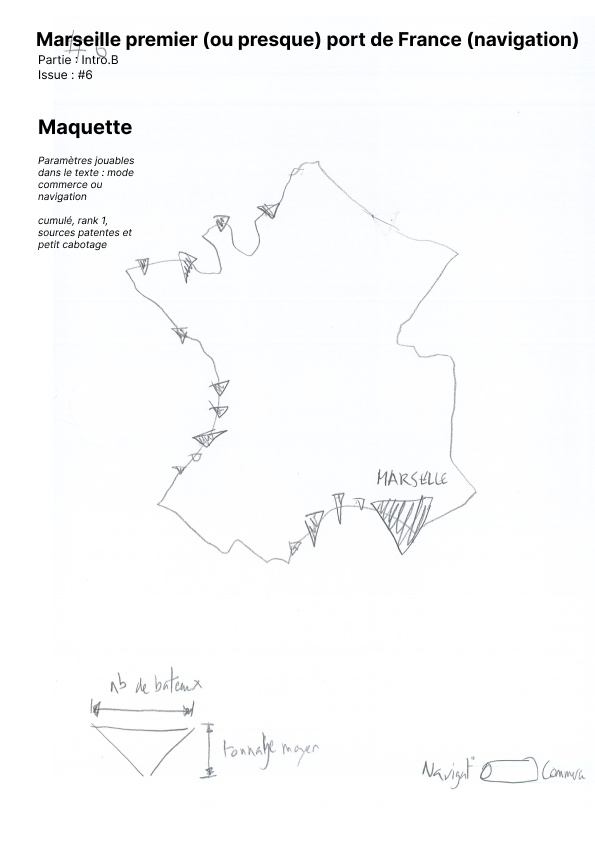 Marseille premier (ou presque) port de France (navigation)
#6
Partie : Intro.B
Issue : #6
Maquette
Paramètres jouables
dans le texte : mode
commerce ou
navigation
cumulé, rank 1,
sources patentes et
petit cabotage
MARSEILLE
nb de bateaux
tonnage moyen
Navigat°